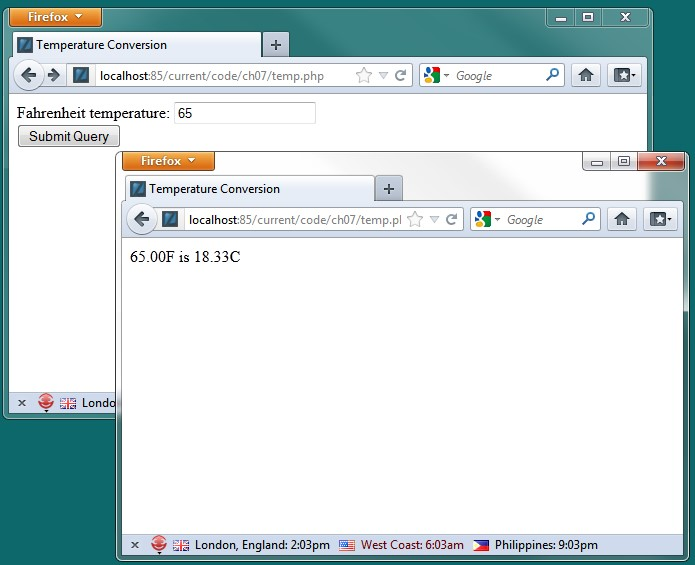 Firefox
Temperature Conversion
localhost:85/current/code/ch07/temp.php
Google
Fahrenheit temperature: 65
Submit Query
Londo
Firefox
Temperature Conversion
localhost:85/current/code/ch07/temp.pl
Google
65.00F is 18.33C
London, England: 2:03pm West Coast: 6:03am Philippines: 9:03pm